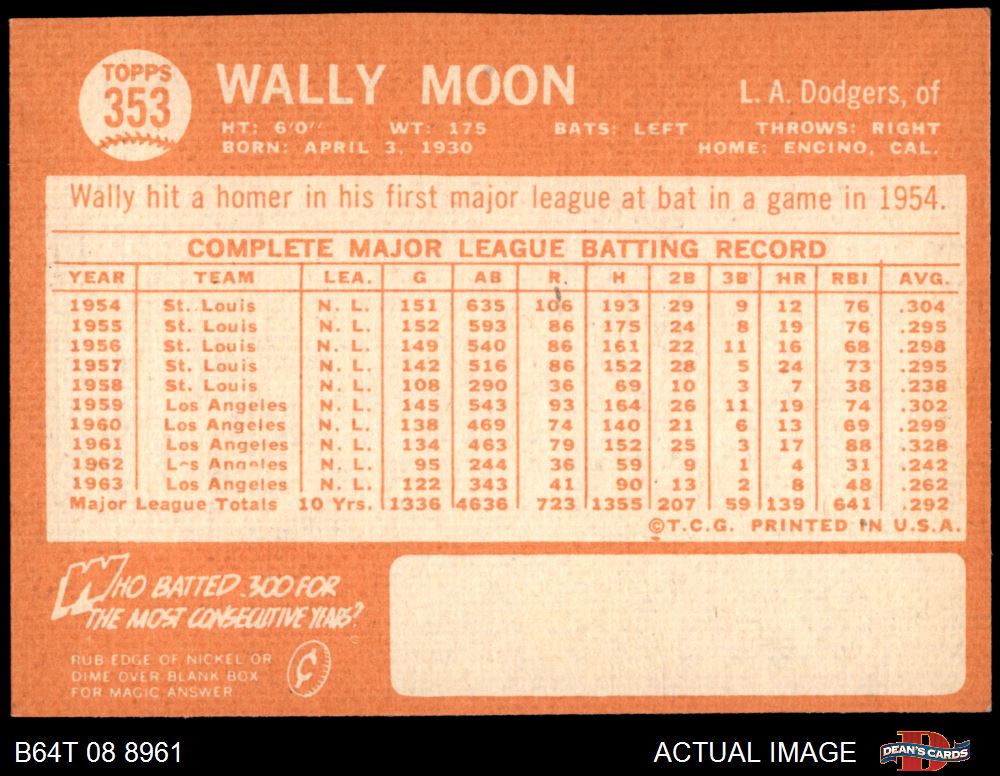 TOPPS
353
WALLY MOON
L. A. Dodgers, of
HT: 6'0" WT: 175 BATS: LEFT THROWS: RIGHT
BORN: APRIL 3, 1930 HOME: ENCINO, CAL.
Wally hit a homer in his first major league at bat in a game in 1954.
COMPLETE MAJOR LEAGUE BATTING RECORD
YEAR TEAM LEA. G AB R H 2B 3B HR RBI AVG.
1954 St. Louis N. L. 151 635 106 193 29 9 12 76 .304
1955 St. Louis N. L. 152 593 86 175 24 8 19 76 .295
1956 St. Louis N. L. 149 540 86 161 22 11 16 68 .298
1957 St. Louis N. L. 142 516 86 152 28 5 24 73 .295
1958 St. Louis N. L. 108 290 36 69 10 3 7 38 .238
1959 Los Angeles N. L. 145 543 93 164 26 11 19 74 .302
1960 Los Angeles N. L. 138 469 74 140 21 6 13 69 .299
1961 Los Angeles N. L. 134 463 79 152 25 3 17 88 .328
1962 Los Angeles N. L. 95 244 36 59 9 1 4 31 .242
1963 Los Angeles N. L. 122 343 41 90 13 2 8 48 .262
Major League Totals 10 Yrs. 1336 4636 723 1355 207 59 139 641 .292
©T.C.G. PRINTED IN U.S.A.
WHO BATTED .300 FOR
THE MOST CONSECUTIVE YEARS?
RUB EDGE OF NICKEL OR
DIME OVER BLANK BOX
FOR MAGIC ANSWER
¢
B64T 08 8961
ACTUAL IMAGE
D
DEAN'S CARDS